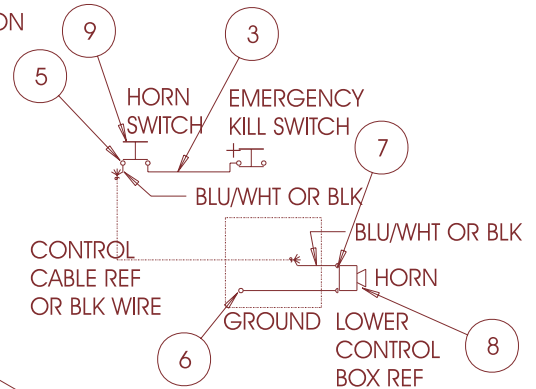 ON
9
3
5
HORN
SWITCH
EMERGENCY
KILL SWITCH
7
BLU/WHT OR BLK
BLU/WHT OR BLK
CONTROL
CABLE REF
OR BLK WIRE
HORN
GROUND
LOWER
CONTROL
BOX REF
6
8